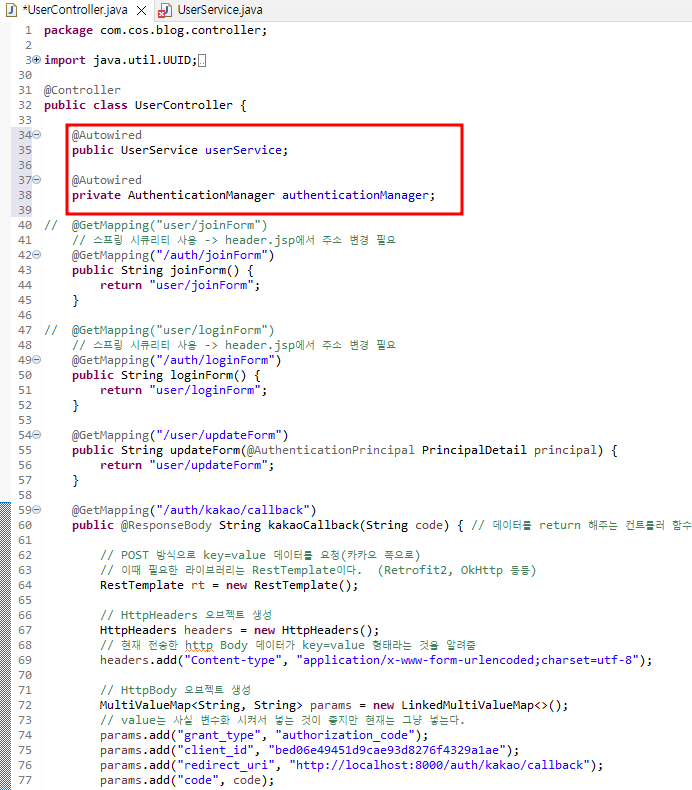 *UserController.java UserService.java
1 package com.cos.blog.controller;
2
3 import java.util.UUID;
30
31 @Controller
32 public class UserController {
33
34 @Autowired
35 public UserService userService;
36
37 @Autowired
38 private AuthenticationManager authenticationManager;
39
40 // @GetMapping("user/joinForm")
41 // 스프링 시큐리티 사용 -> header.jsp에서 주소 변경 필요
42 @GetMapping("/auth/joinForm")
43 public String joinForm() {
44 return "user/joinForm";
45 }
46
47 // @GetMapping("user/loginForm")
48 // 스프링 시큐리티 사용 -> header.jsp에서 주소 변경 필요
49 @GetMapping("/auth/loginForm")
50 public String loginForm() {
51 return "user/loginForm";
52 }
53
54 @GetMapping("/user/updateForm")
55 public String updateForm(@AuthenticationPrincipal PrincipalDetail principal) {
56 return "user/updateForm";
57 }
58
59 @GetMapping("/auth/kakao/callback")
60 public @ResponseBody String kakaoCallback(String code) { // 데이터를 return 해주는 컨트롤러 함수
61
62 // POST 방식으로 key=value 데이터를 요청(카카오 쪽으로)
63 // 이때 필요한 라이브러리는 RestTemplate이다. (Retrofit2, OkHttp 등등)
64 RestTemplate rt = new RestTemplate();
65
66 // HttpHeaders 오브젝트 생성
67 HttpHeaders headers = new HttpHeaders();
68 // 현재 전송한 http Body 데이터가 key=value 형태라는 것을 알려줌
69 headers.add("Content-type", "application/x-www-form-urlencoded;charset=utf-8");
70
71 // HttpBody 오브젝트 생성
72 MultiValueMap<String, String> params = new LinkedMultiValueMap<>();
73 // value는 사실 변수화 시켜서 넣는 것이 좋지만 현재는 그냥 넣는다.
74 params.add("grant_type", "authorization_code");
75 params.add("client_id", "bed06e49451d9cae93d8276f4329a1ae");
76 params.add("redirect_uri", "http://localhost:8000/auth/kakao/callback");
77 params.add("code", code);